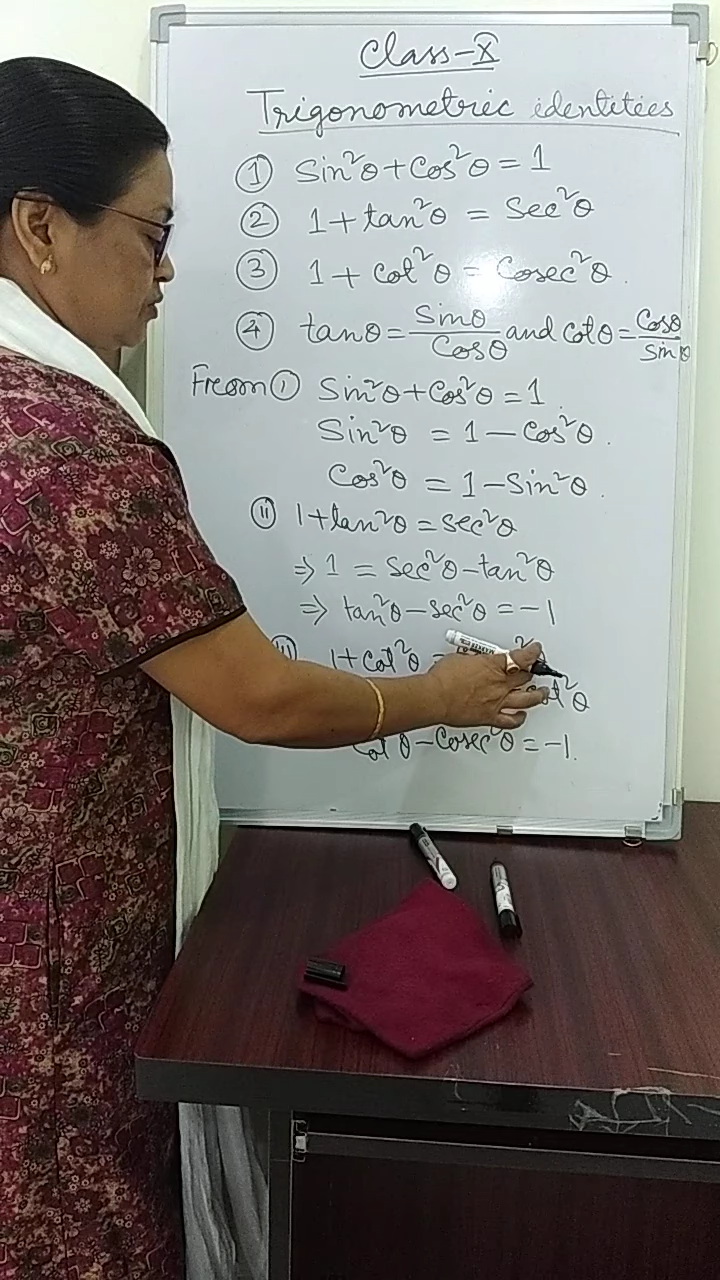 Class-X
Trigonometric identities
① Sin²θ + Cos²θ = 1
② 1 + tan²θ = Sec²θ
③ 1 + Cot²θ = Cosec²θ.
④ tanθ = Sinθ/Cosθ and Cotθ = Cosθ/Sinθ
From ① Sin²θ + Cos²θ = 1.
Sin²θ = 1 - Cos²θ.
Cos²θ = 1 - Sin²θ.
ⓘⓘ 1 + tan²θ = Sec²θ
⇒ 1 = Sec²θ - tan²θ
⇒ tan²θ - Sec²θ = -1
1 + Cot²θ =
Cot²θ
θ - Cosec²θ = -1.